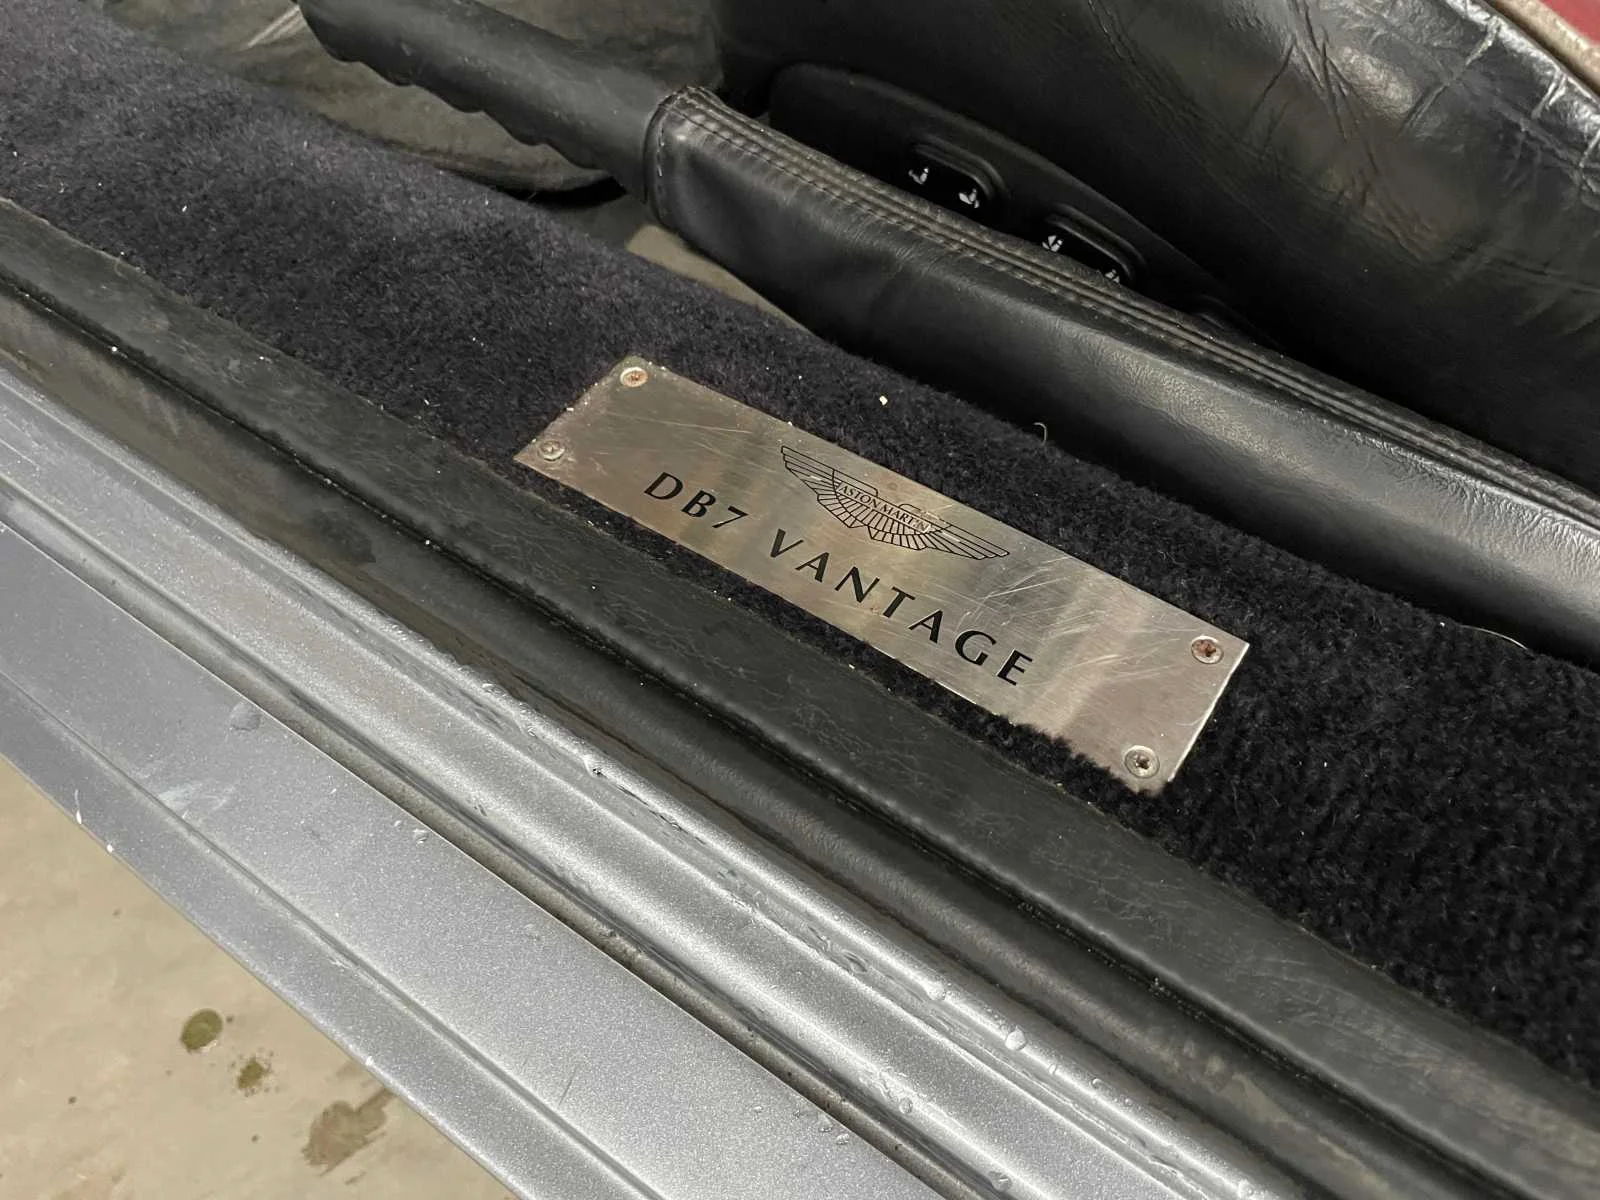 ASTON MARTIN
DB7 VANTAGE